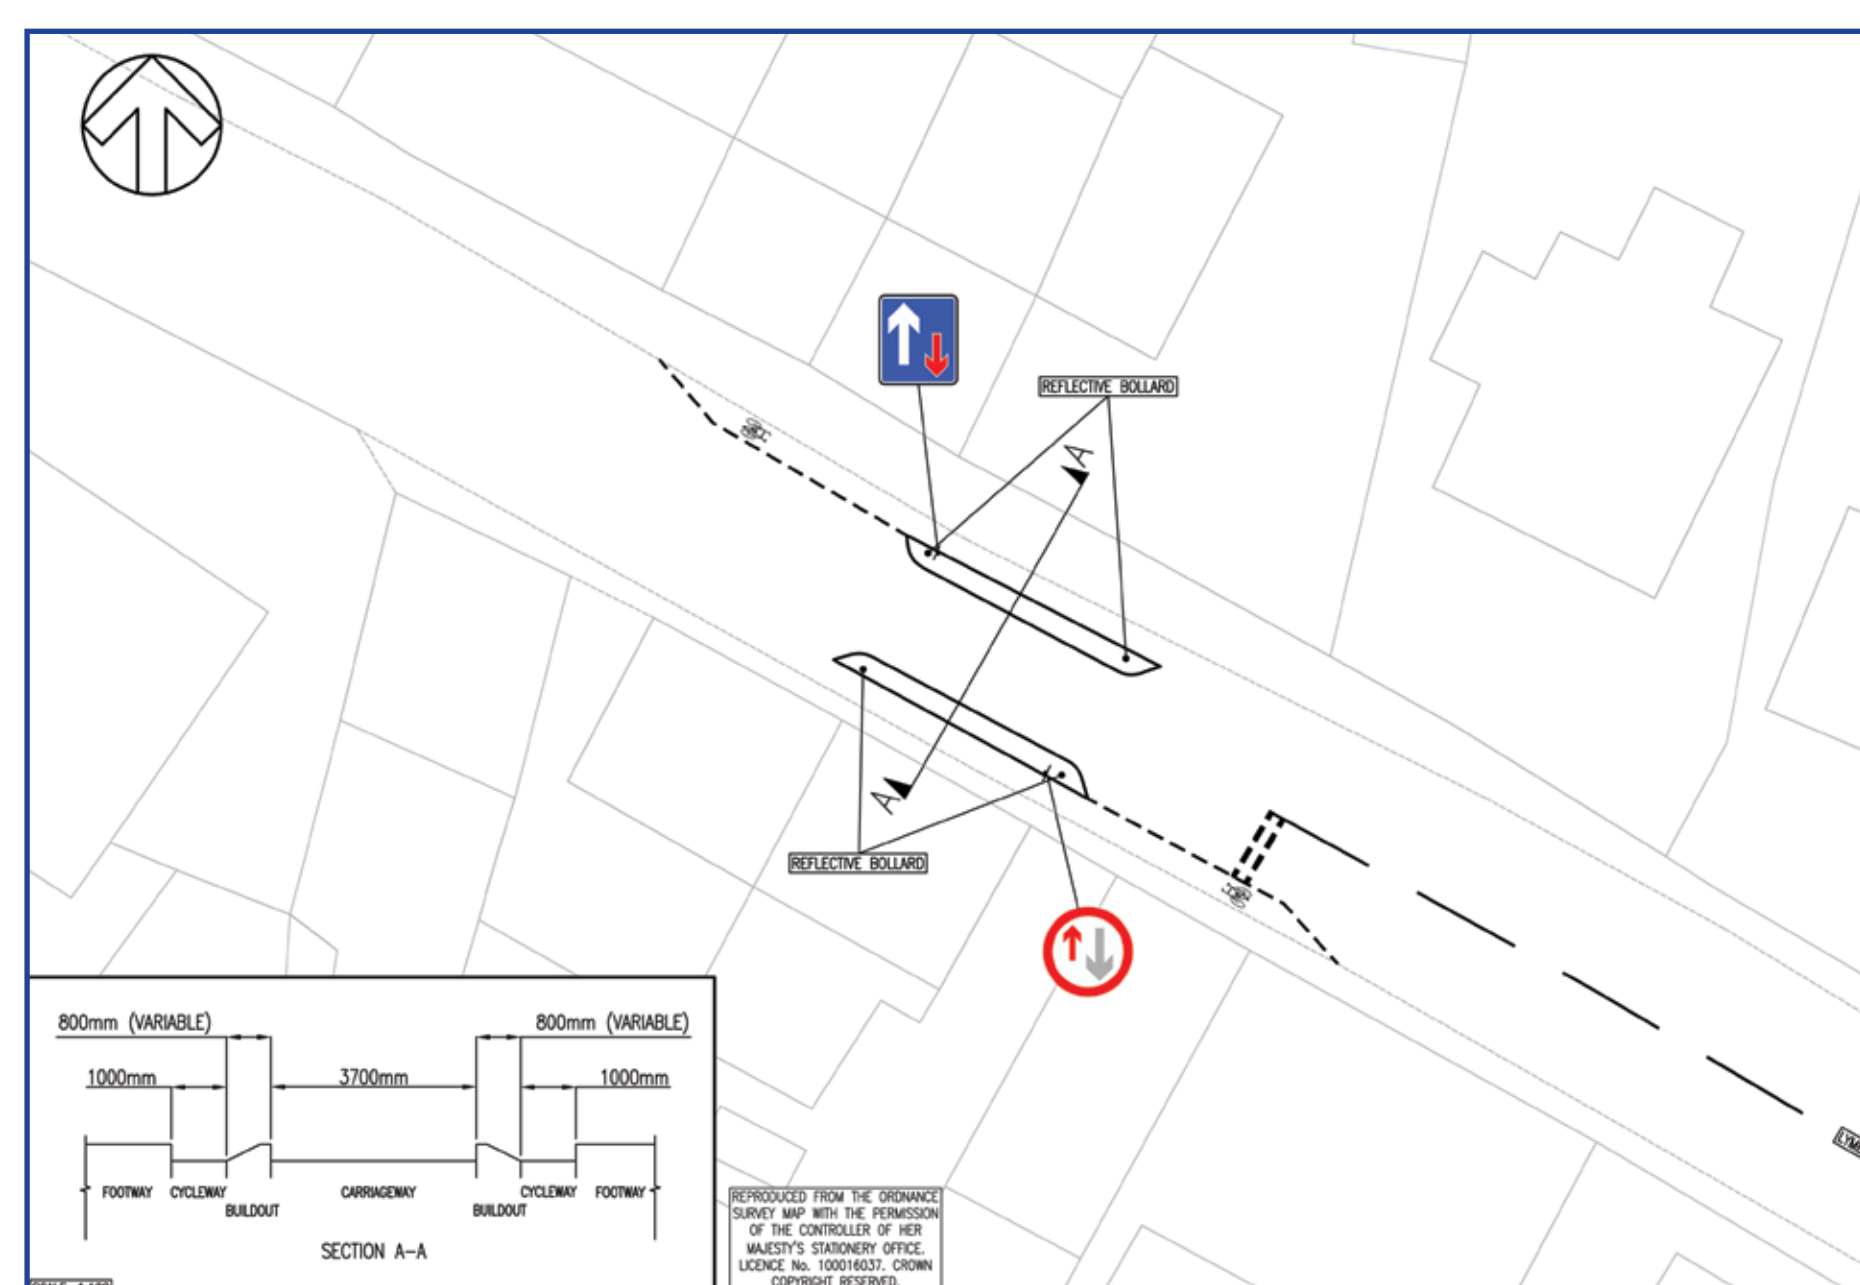 REFLECTIVE BOLLARD
A
A
REFLECTIVE BOLLARD
800mm (VARIABLE)
800mm (VARIABLE)
1000mm
3700mm
1000mm
FOOTWAY
CYCLEWAY
BUILDOUT
CARRIAGEWAY
BUILDOUT
CYCLEWAY
FOOTWAY
SECTION A-A
REPRODUCED FROM THE ORDNANCE
SURVEY MAP WITH THE PERMISSION
OF THE CONTROLLER OF HER
MAJESTY'S STATIONERY OFFICE.
LICENCE No. 100016037. CROWN
COPYRIGHT RESERVED.